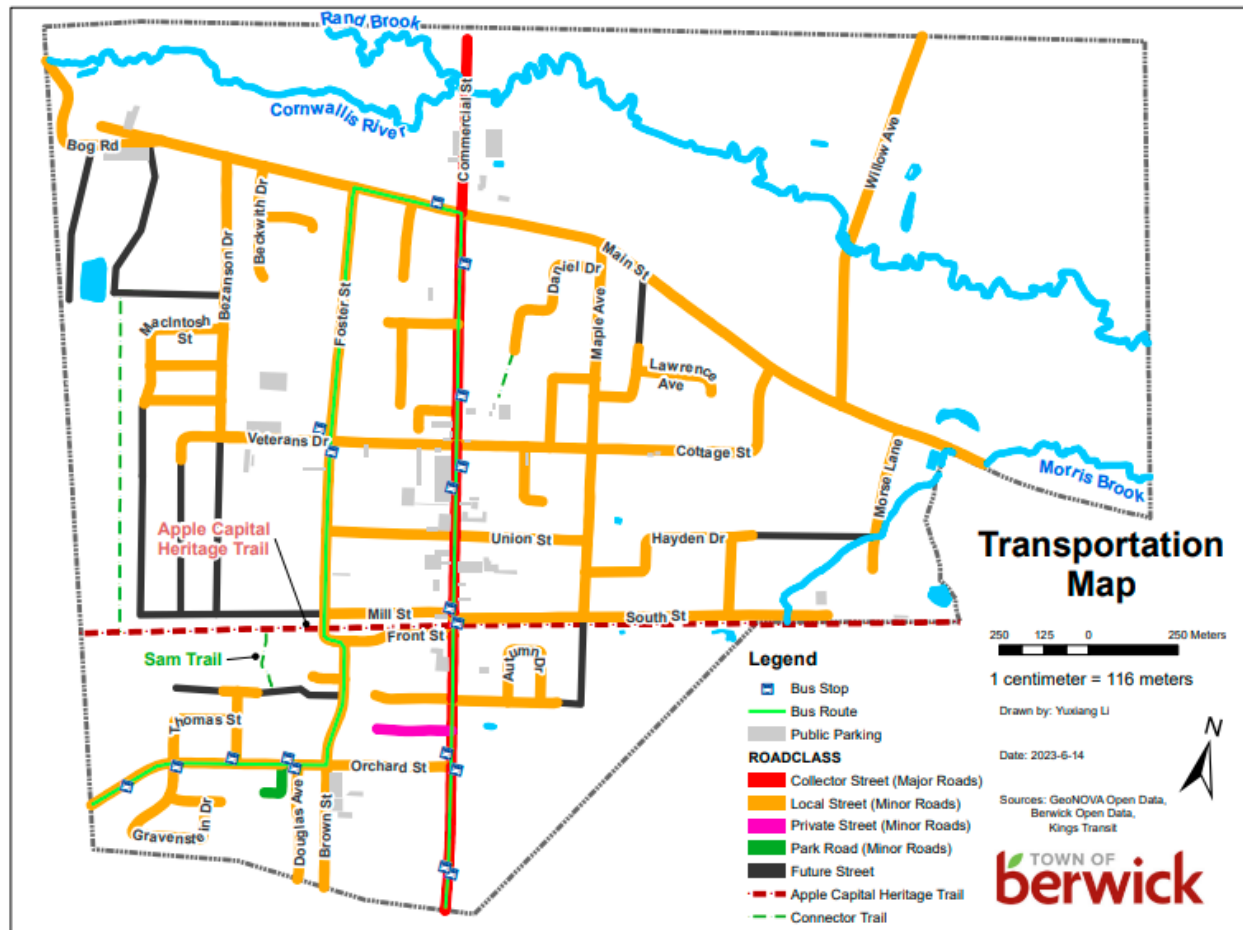 Rand Brook
Cornwallis River
Commercial St
Bog Rd
Willow Ave
Beckwith Dr
Bezanson Dr
Main St
Daniel Dr
Foster St
Maple Ave
MacIntosh
St
Lawrence
Ave
Veterans Dr
Cottage St
Morse Lane
Morris Brook
Apple Capital
Heritage Trail
Union St
Hayden Dr
Transportation
Map
Mill St
South St
Front St
250 125 0 250 Meters
Sam Trail
Autumn Dr
1 centimeter = 116 meters
Legend
Bus Stop
Bus Route
Public Parking
ROADCLASS
Collector Street (Major Roads)
Local Street (Minor Roads)
Private Street (Minor Roads)
Park Road (Minor Roads)
Future Street
Apple Capital Heritage Trail
Connector Trail
Drawn by: Yuxiang Li
N
Date: 2023-6-14
Sources: GeoNOVA Open Data,
Berwick Open Data,
Kings Transit
Thomas St
Orchard St
Gravenstein Dr
Douglas Ave
Brown St
TOWN OF
berwick